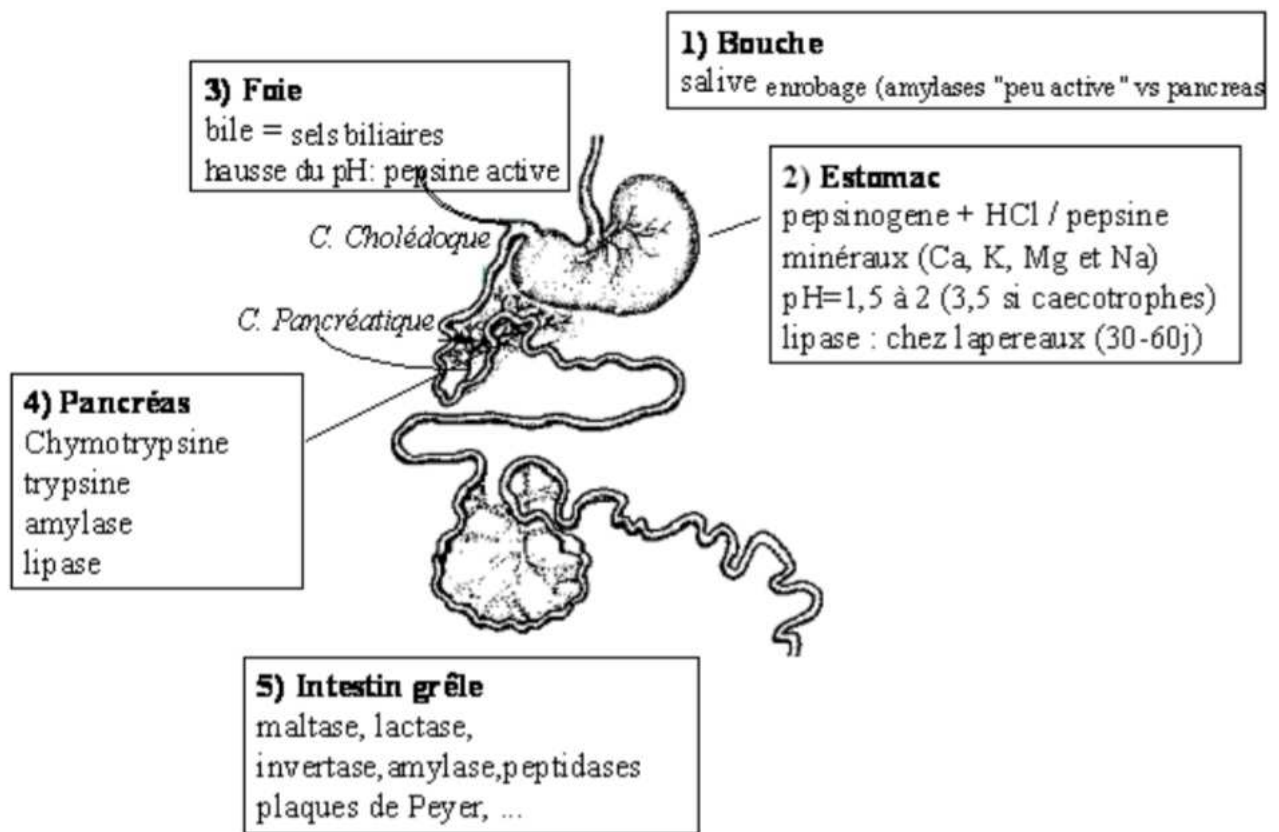 1) Bouche
salive enrobage (amylases "peu active" vs pancreas
3) Foie
bile = sels biliaires
hausse du pH: pepsine active
2) Estomac
pepsinogene + HCl / pepsine
minéraux (Ca, K, Mg et Na)
pH=1,5 à 2 (3,5 si caecotrophes)
lipase : chez lapereaux (30-60j)
C. Cholédoque
C. Pancréatique
4) Pancréas
Chymotrypsine
trypsine
amylase
lipase
5) Intestin grêle
maltase, lactase,
invertase,amylase,peptidases
plaques de Peyer, ...